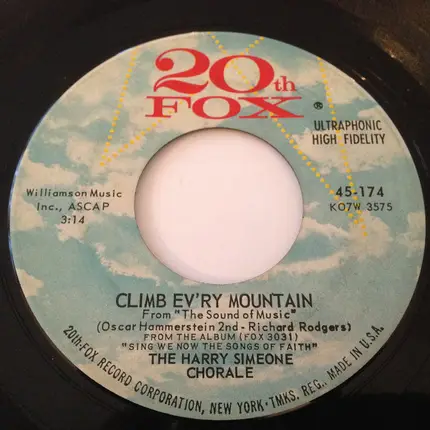 20th
FOX ®
ULTRAPHONIC
HIGH FIDELITY
Williamson Music
Inc., ASCAP
3:14
45-174
KO7W 3575
CLIMB EV'RY MOUNTAIN
From "The Sound of Music"
(Oscar Hammerstein 2nd - Richard Rodgers)
FROM THE ALBUM (FOX 3031)
"SING WE NOW THE SONGS OF FAITH"
THE HARRY SIMEONE
CHORALE
20th-FOX RECORD CORPORATION, NEW YORK-TMKS. REG. MADE IN U.S.A.